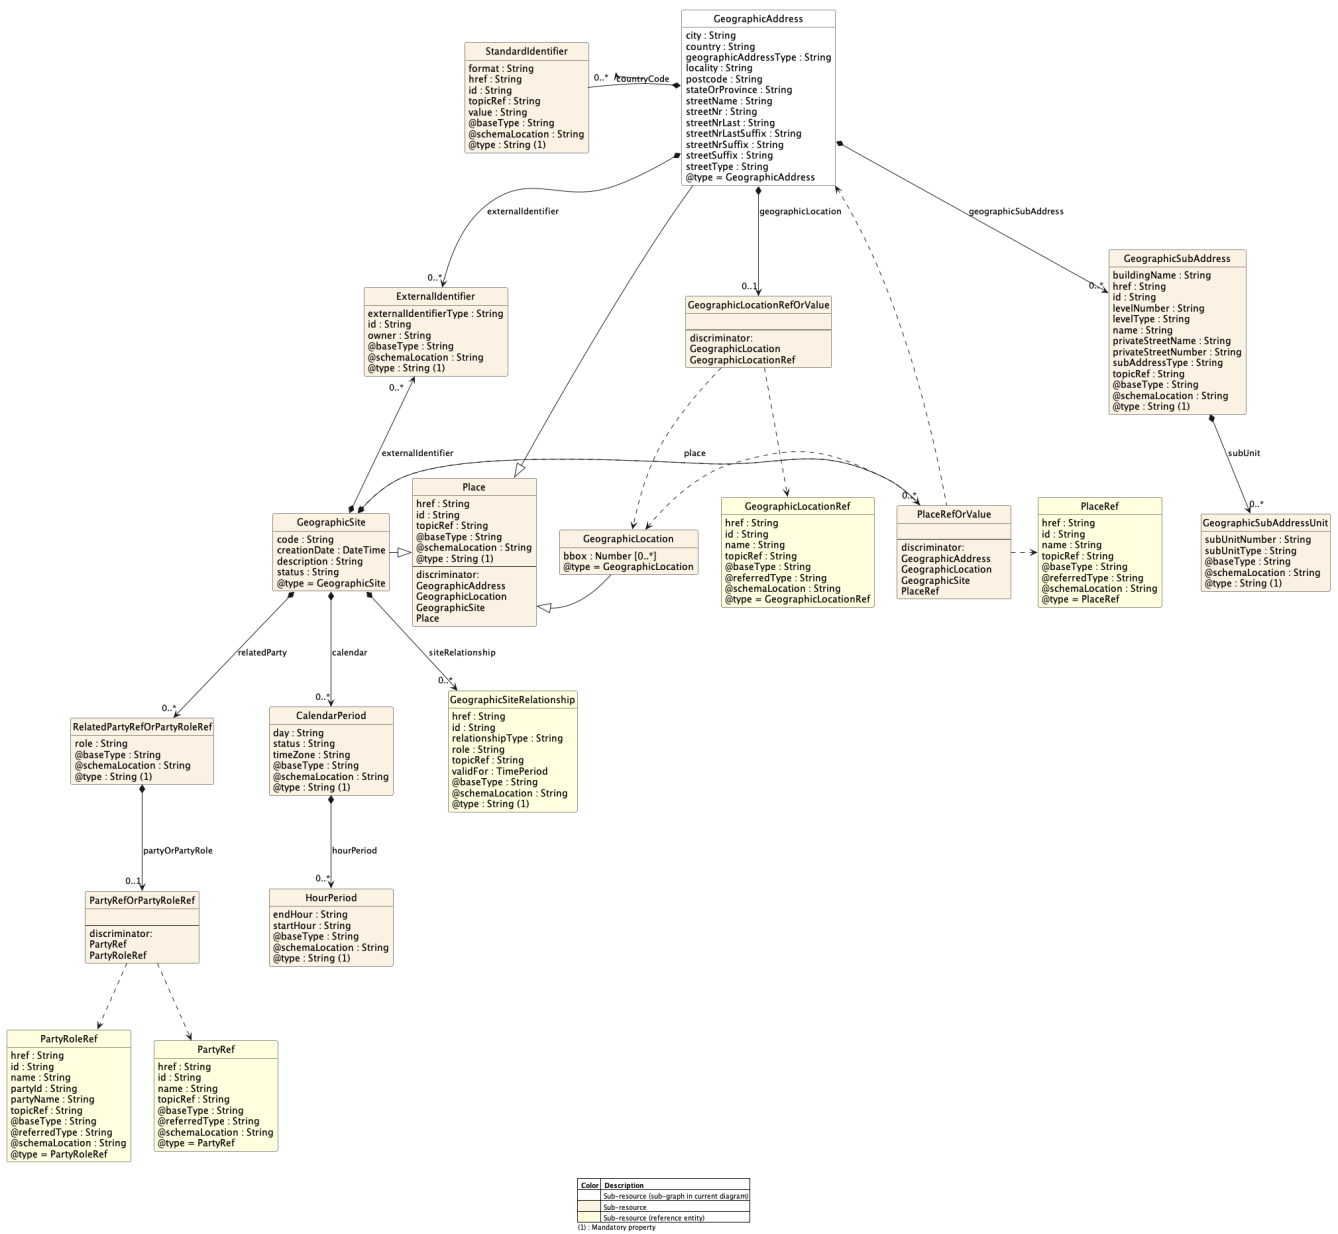 GeographicAddress
city : String
country : String
geographicAddressType : String
locality : String
postcode : String
stateOrProvince : String
streetName : String
streetNr : String
streetNrLast : String
streetNrLastSuffix : String
streetNrSuffix : String
streetSuffix : String
streetType : String
@type = GeographicAddress
StandardIdentifier
format : String
href : String
id : String
topicRef : String
value : String
@baseType : String
@schemaLocation : String
@type : String (1)
0..*
countryCode
externalIdentifier
0..*
geographicLocation
0..1
geographicSubAddress
0..*
ExternalIdentifier
externalIdentifierType : String
id : String
owner : String
@baseType : String
@schemaLocation : String
@type : String (1)
0..*
externalIdentifier
GeographicLocationRefOrValue
discriminator:
GeographicLocation
GeographicLocationRef
GeographicSubAddress
buildingName : String
href : String
id : String
levelNumber : String
levelType : String
name : String
privateStreetName : String
privateStreetNumber : String
subAddressType : String
topicRef : String
@baseType : String
@schemaLocation : String
@type : String (1)
subUnit
0..*
place
0..*
GeographicSite
code : String
creationDate : DateTime
description : String
status : String
@type = GeographicSite
Place
href : String
id : String
topicRef : String
@baseType : String
@schemaLocation : String
@type : String (1)
discriminator:
GeographicAddress
GeographicLocation
GeographicSite
Place
GeographicLocation
bbox : Number [0..*]
@type = GeographicLocation
GeographicLocationRef
href : String
id : String
name : String
topicRef : String
@baseType : String
@referredType : String
@schemaLocation : String
@type = GeographicLocationRef
PlaceRefOrValue
discriminator:
GeographicAddress
GeographicLocation
GeographicSite
PlaceRef
PlaceRef
href : String
id : String
name : String
topicRef : String
@baseType : String
@referredType : String
@schemaLocation : String
@type = PlaceRef
GeographicSubAddressUnit
subUnitNumber : String
subUnitType : String
@baseType : String
@schemaLocation : String
@type : String (1)
relatedParty
0..*
calendar
0..*
siteRelationship
0..*
RelatedPartyRefOrPartyRoleRef
role : String
@baseType : String
@schemaLocation : String
@type : String (1)
CalendarPeriod
day : String
status : String
timeZone : String
@baseType : String
@schemaLocation : String
@type : String (1)
GeographicSiteRelationship
href : String
id : String
relationshipType : String
role : String
topicRef : String
validFor : TimePeriod
@baseType : String
@schemaLocation : String
@type : String (1)
partyOrPartyRole
0..1
hourPeriod
0..*
PartyRefOrPartyRoleRef
discriminator:
PartyRef
PartyRoleRef
HourPeriod
endHour : String
startHour : String
@baseType : String
@schemaLocation : String
@type : String (1)
PartyRoleRef
href : String
id : String
name : String
partyId : String
partyName : String
topicRef : String
@baseType : String
@referredType : String
@schemaLocation : String
@type = PartyRoleRef
PartyRef
href : String
id : String
name : String
topicRef : String
@baseType : String
@referredType : String
@schemaLocation : String
@type = PartyRef
Color Description
Sub-resource (sub-graph in current diagram)
Sub-resource
Sub-resource (reference entity)
(1) : Mandatory property